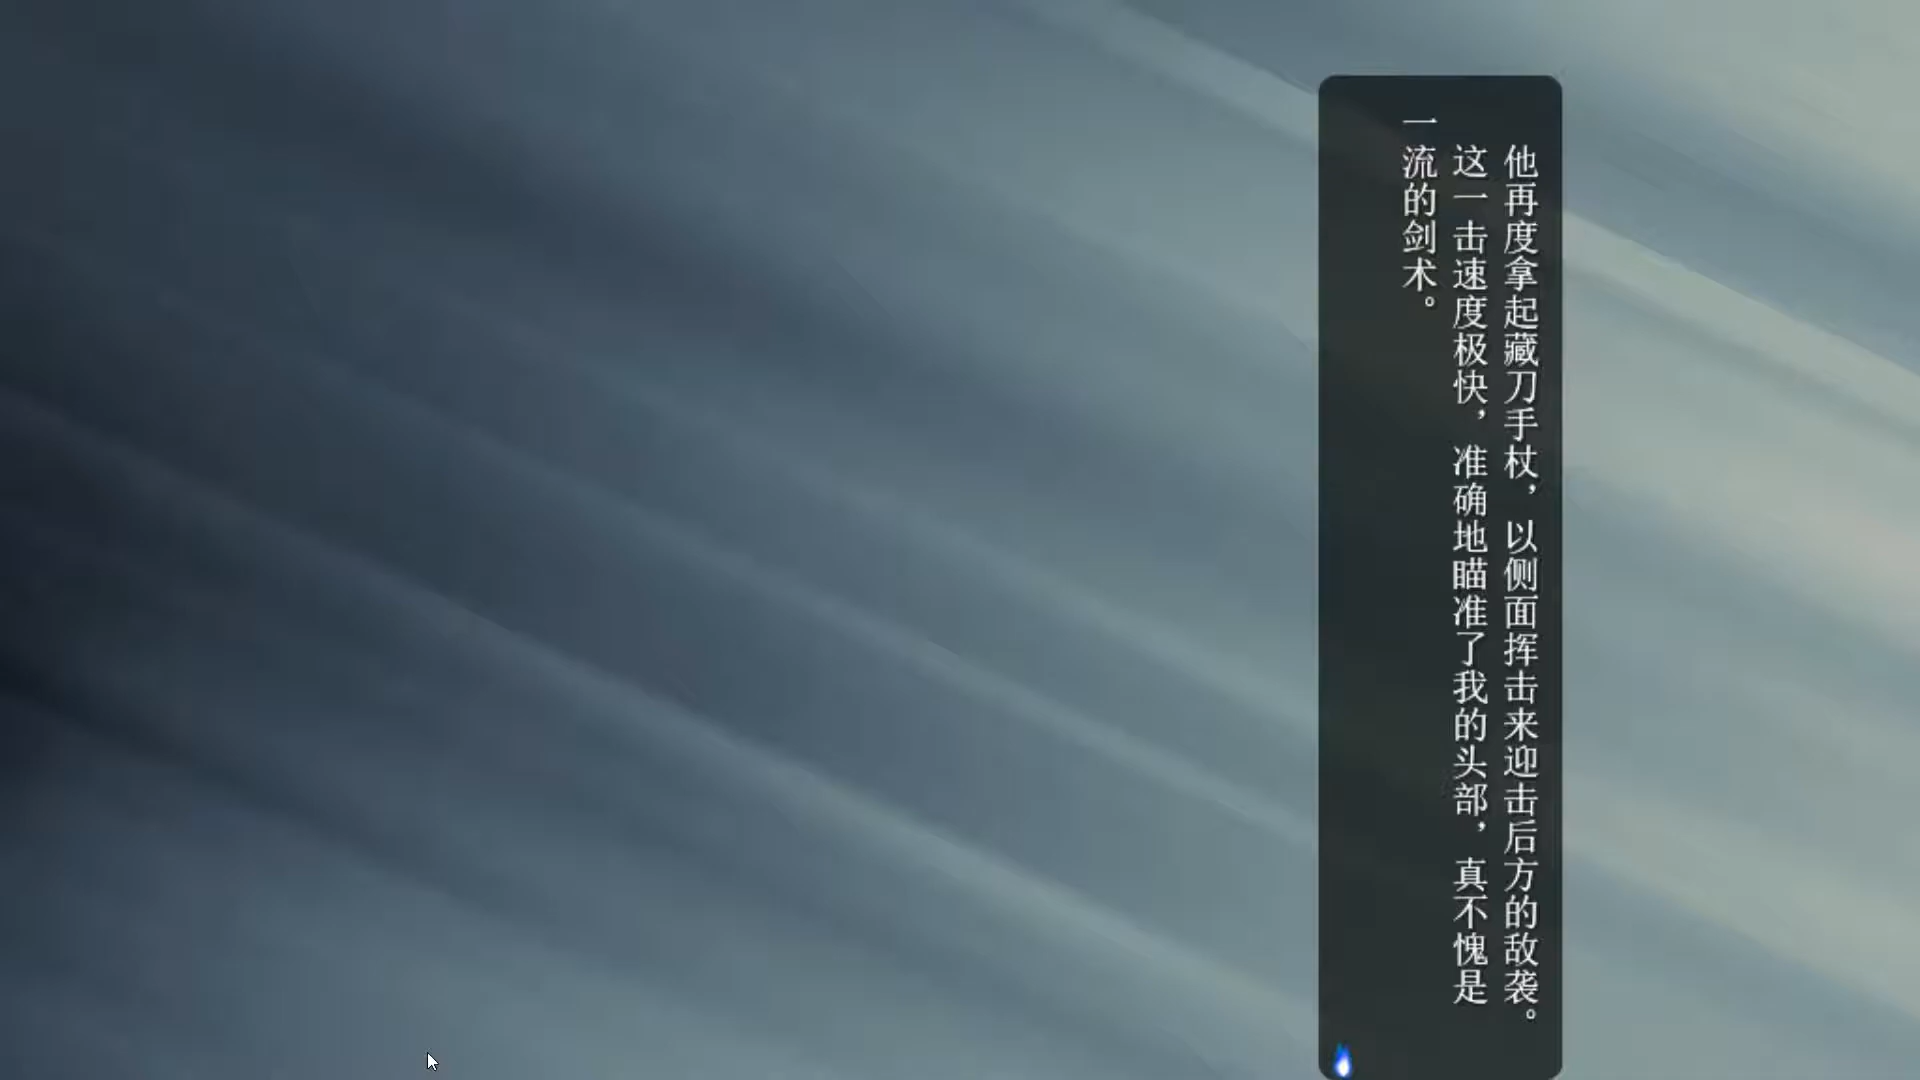 他再度拿起藏刀手杖，以侧面挥击来迎击后方的敌袭。
这一击速度极快，准确地瞄准了我的头部，真不愧是
一流的剑术。